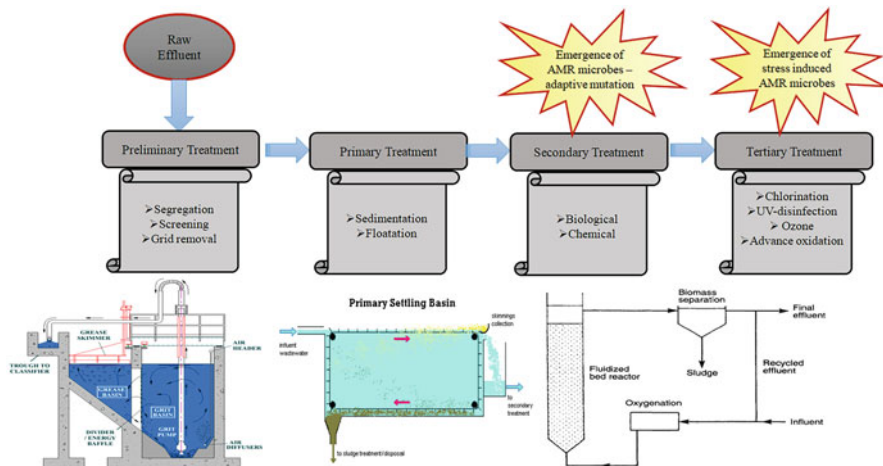 Raw
Effluent
Emergence of
AMR microbes –
adaptive mutation
Emergence of
stress induced
AMR microbes
Preliminary Treatment
Primary Treatment
Secondary Treatment
Tertiary Treatment
➢Segregation
➢Screening
➢Grid removal
➢Sedimentation
➢Floatation
➢Biological
➢Chemical
➢Chlorination
➢UV-disinfection
➢Ozone
➢Advance oxidation
GREASE
SKIMMER
AIR
HEADER
TROUGH TO
CLASSIFIER
GREASE
BASIN
GRIT
BASIN
GRIT
PUMP
DIVIDER /
ENERGY
BAFFLE
AIR
DIFFUSERS
Primary Settling Basin
skimmings
collection
influent
wastewater
to
secondary
treatment
to sludge treatment/disposal
Biomass
separation
Final
effluent
Sludge
Fluidized
bed reactor
Recycled
effluent
Oxygenation
Influent